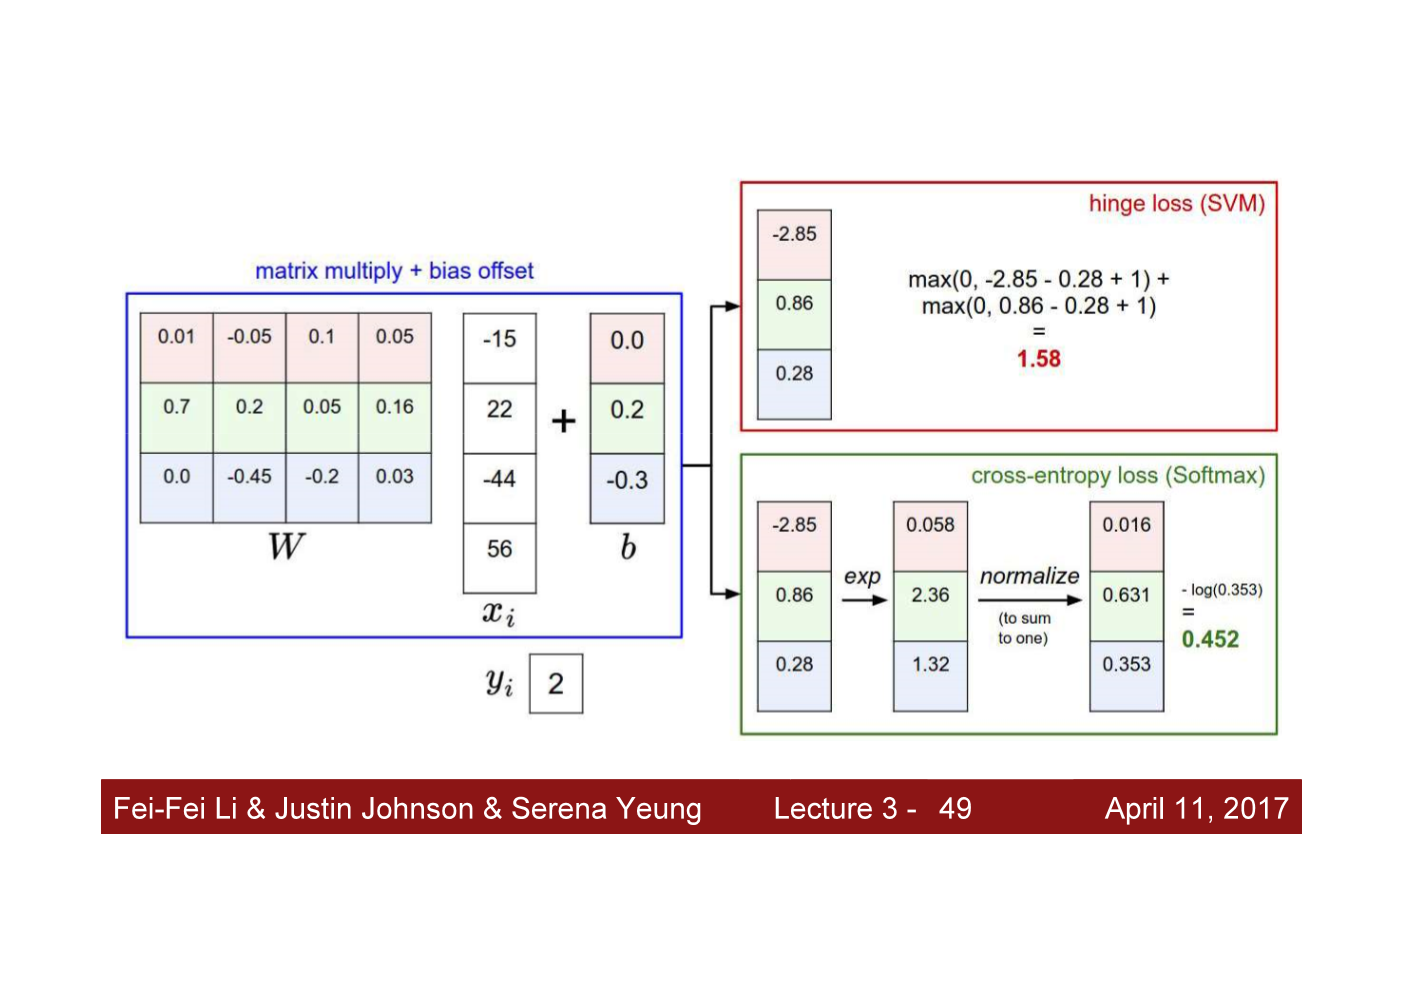 matrix multiply + bias offset
0.01 -0.05 0.1 0.05
0.7 0.2 0.05 0.16
0.0 -0.45 -0.2 0.03
W
-15
22
-44
56
x_i
+
0.0
0.2
-0.3
b
y_i 2
hinge loss (SVM)
-2.85
0.86
0.28
max(0, -2.85 - 0.28 + 1) +
max(0, 0.86 - 0.28 + 1)
=
1.58
cross-entropy loss (Softmax)
-2.85
0.86
0.28
exp
0.058
2.36
1.32
normalize
(to sum
to one)
0.016
0.631
0.353
- log(0.353)
=
0.452
Fei-Fei Li & Justin Johnson & Serena Yeung Lecture 3 - 49 April 11, 2017